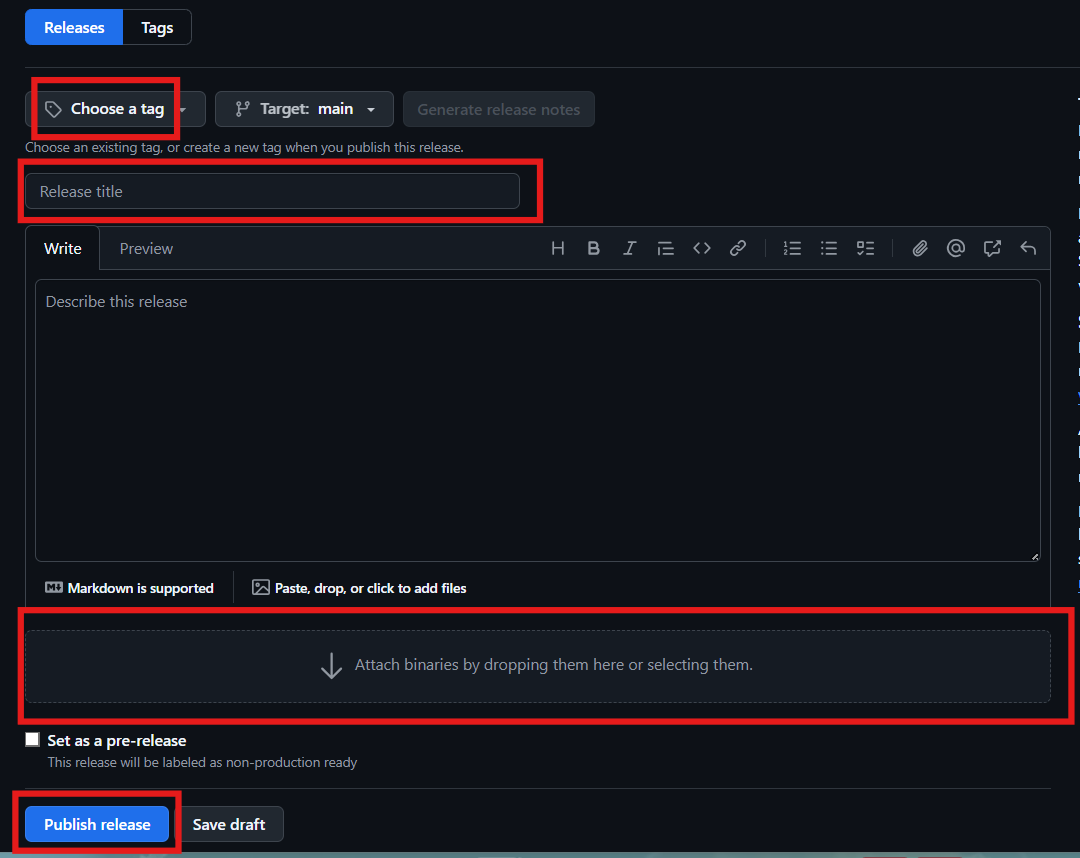 Releases Tags
Choose a tag Target: main Generate release notes
Choose an existing tag, or create a new tag when you publish this release.
Release title
Write Preview
Describe this release
Markdown is supported Paste, drop, or click to add files
Attach binaries by dropping them here or selecting them.
Set as a pre-release
This release will be labeled as non-production ready
Publish release Save draft